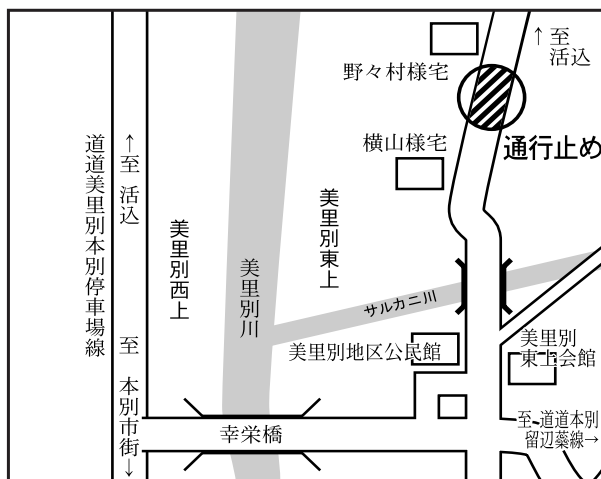 道道美里別本別停車場線
↑至 活込
至 本別市街↓
美里別西上
美里別川
美里別東上
サルカニ川
野々村様宅
横山様宅
↑至
活込
通行止め
美里別地区公民館
美里別
東上会館
幸栄橋
至 道道本別
留辺蘂線→